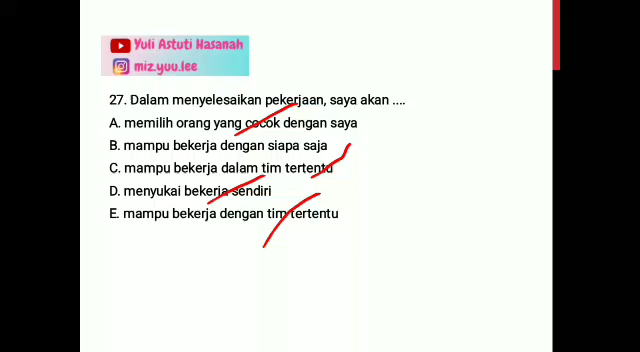 Yuli Astuti Hasanah
miz.yuu.lee
27. Dalam menyelesaikan pekerjaan, saya akan ....
A. memilih orang yang cocok dengan saya
B. mampu bekerja dengan siapa saja
C. mampu bekerja dalam tim tertentu
D. menyukai bekerja sendiri
E. mampu bekerja dengan tim tertentu